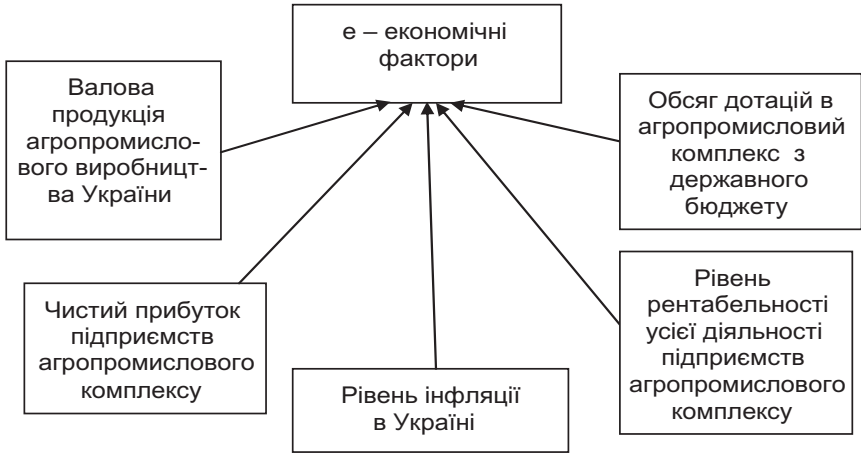 e – економічні
фактори
Валова
продукція
агропромисло-
вого виробницт-
ва України
Обсяг дотацій в
агропромисловий
комплекс з
державного
бюджету
Чистий прибуток
підприємств
агропромислового
комплексу
Рівень інфляції
в Україні
Рівень
рентабельності
усієї діяльності
підприємств
агропромислового
комплексу